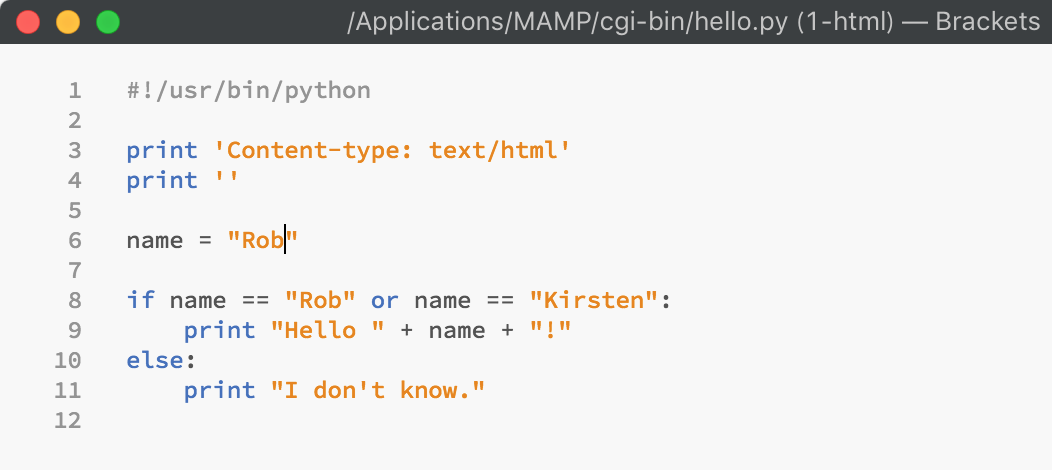 /Applications/MAMP/cgi-bin/hello.py (1-html) — Brackets
1 #!/usr/bin/python
2
3 print 'Content-type: text/html'
4 print ''
5
6 name = "Rob"
7
8 if name == "Rob" or name == "Kirsten":
9     print "Hello " + name + "!"
10 else:
11     print "I don't know."
12